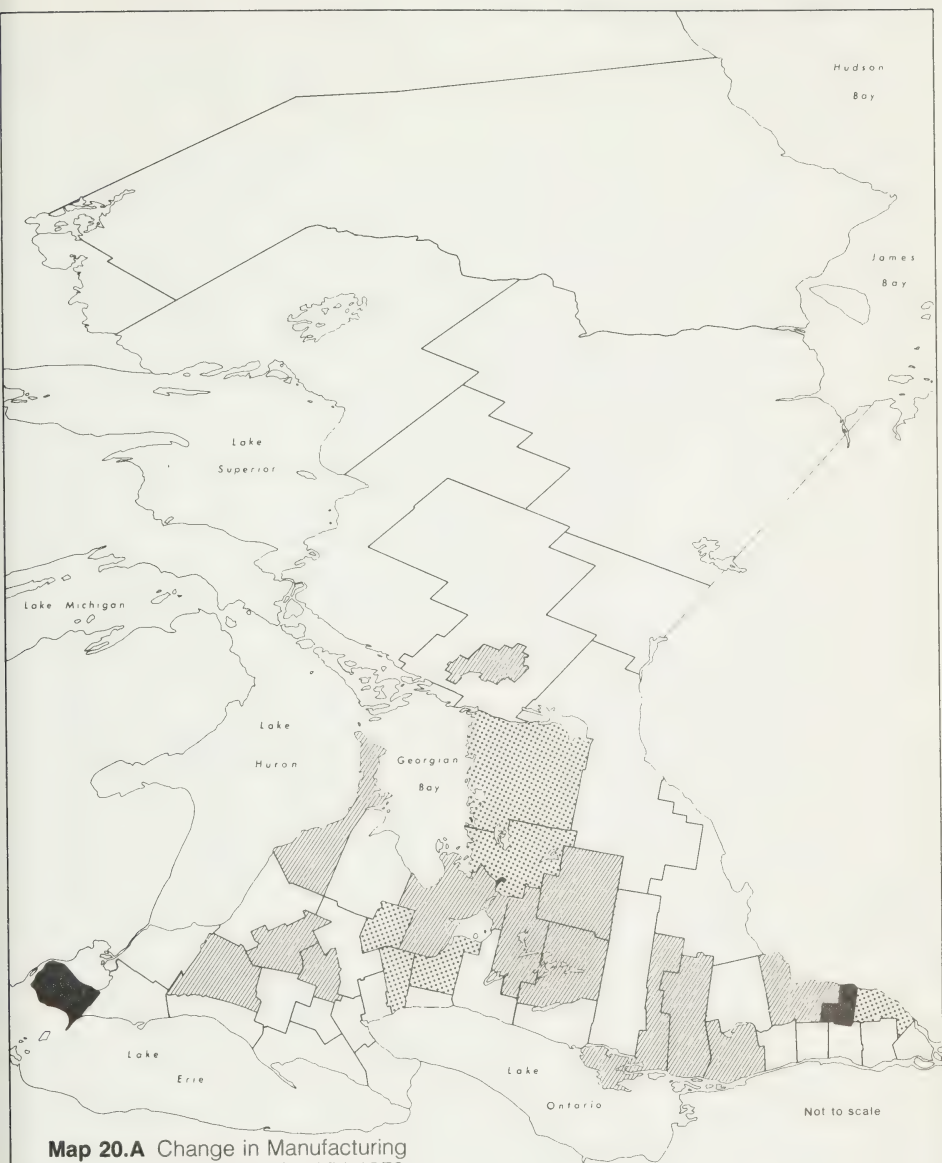 Hudson
Bay
James
Bay
Lake
Superior
Lake Michigan
Lake
Huron
Georgian
Bay
Lake
Erie
Lake
Ontario
Not to scale
Map 20.A Change in Manufacturing